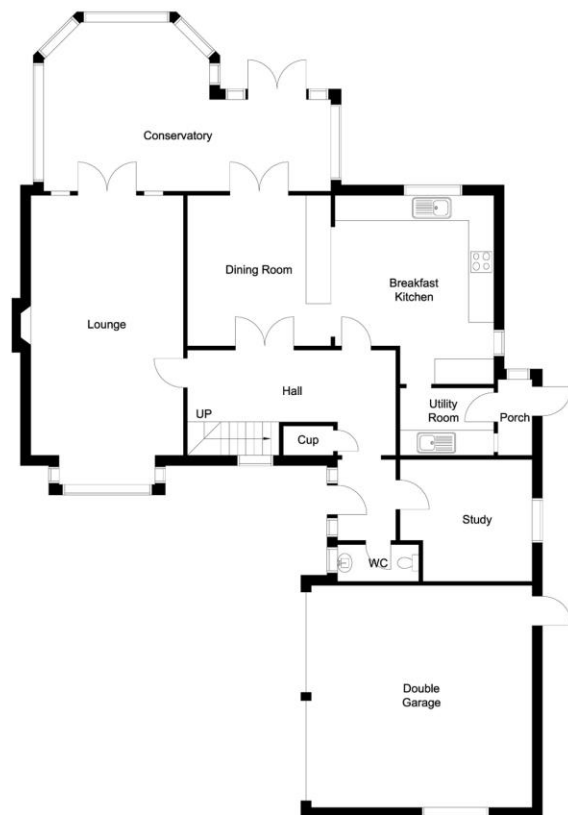 Conservatory
Dining Room
Breakfast
Kitchen
Lounge
Hall
UP
Cup
Utility
Room
Porch
Study
WC
Double
Garage